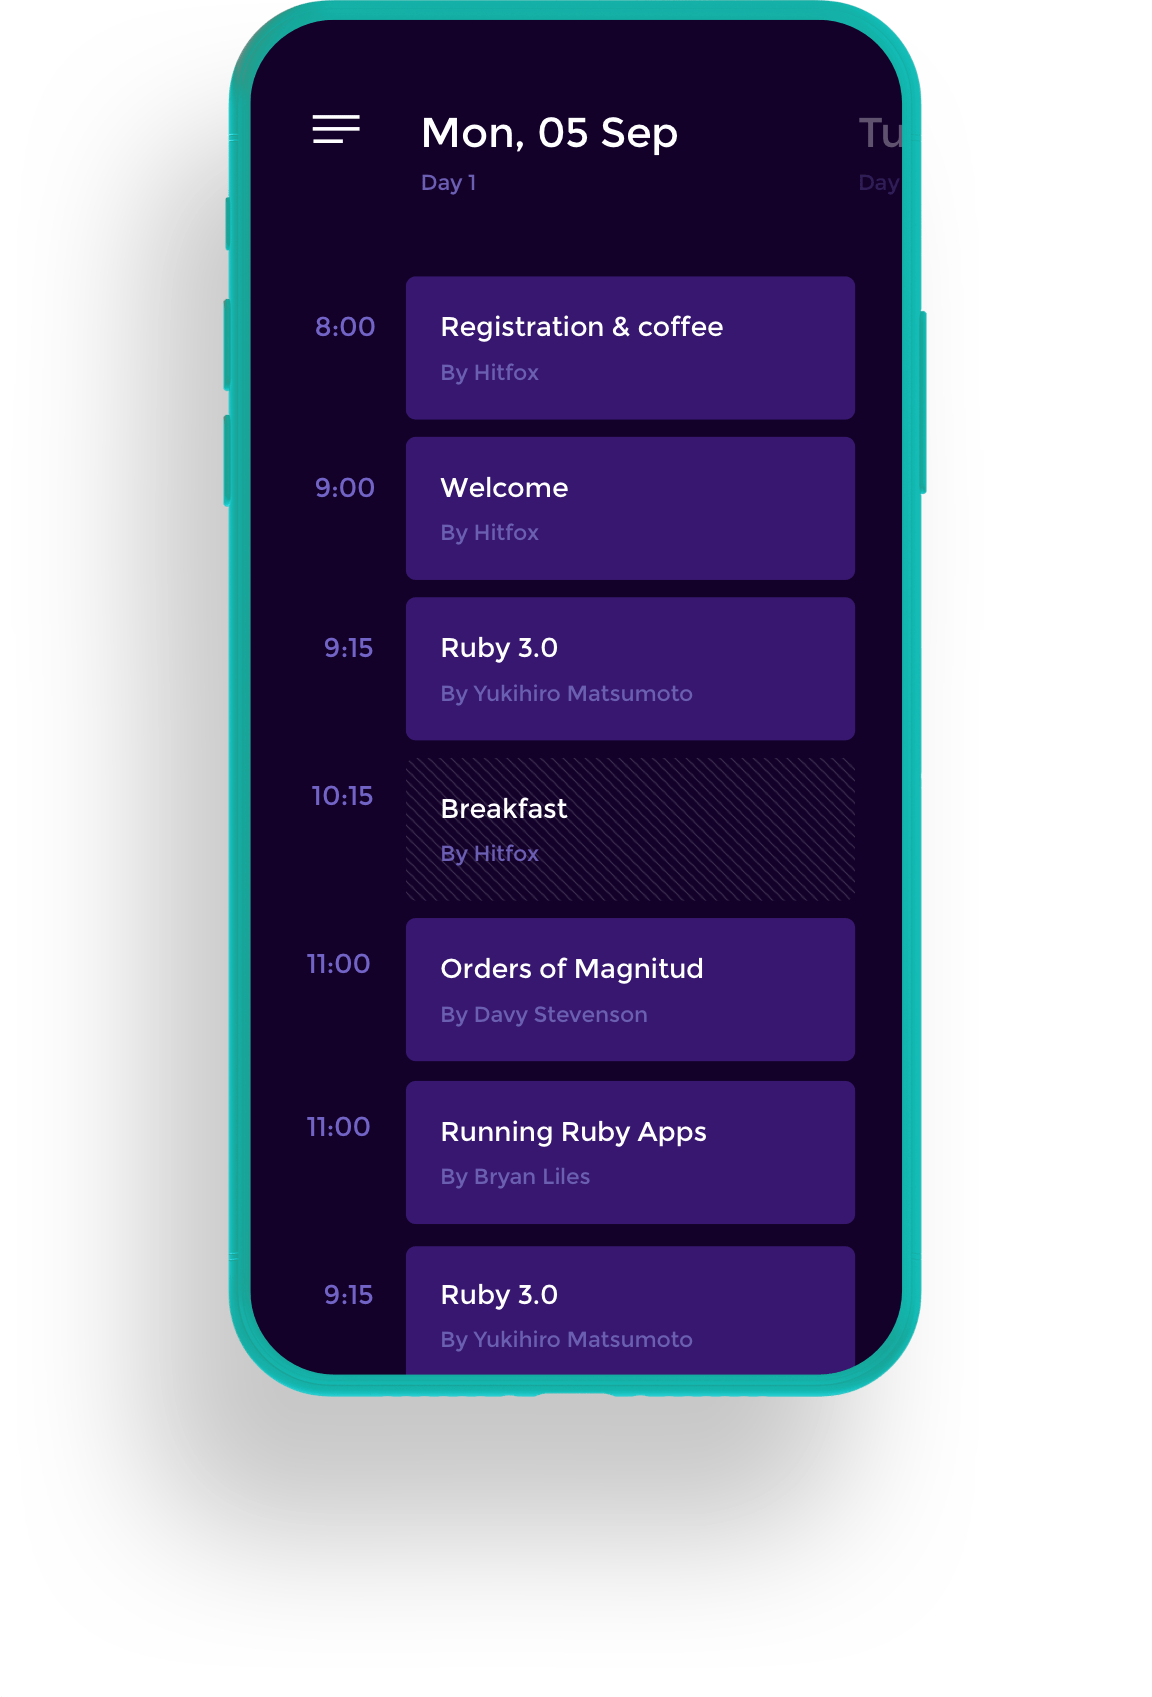 Mon, 05 Sep
Tu
Day 1
Day
8:00
Registration & coffee
By Hitfox
9:00
Welcome
By Hitfox
9:15
Ruby 3.0
By Yukihiro Matsumoto
10:15
Breakfast
By Hitfox
11:00
Orders of Magnitud
By Davy Stevenson
11:00
Running Ruby Apps
By Bryan Liles
9:15
Ruby 3.0
By Yukihiro Matsumoto